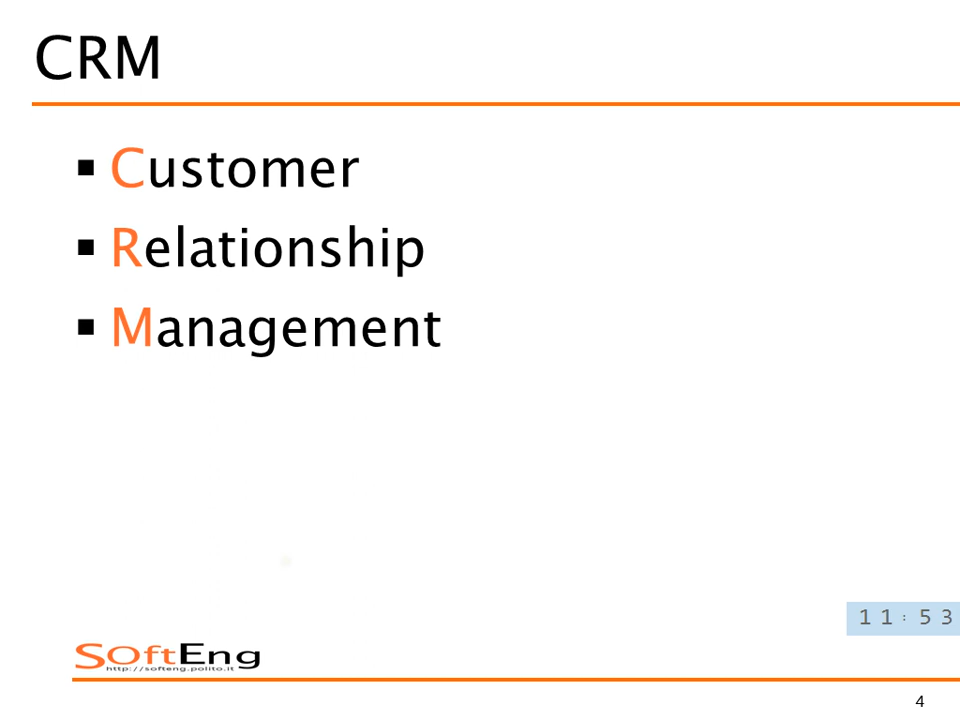 CRM
▪ Customer
▪ Relationship
▪ Management
11:53
SOftEng
http://softeng.polito.it
4